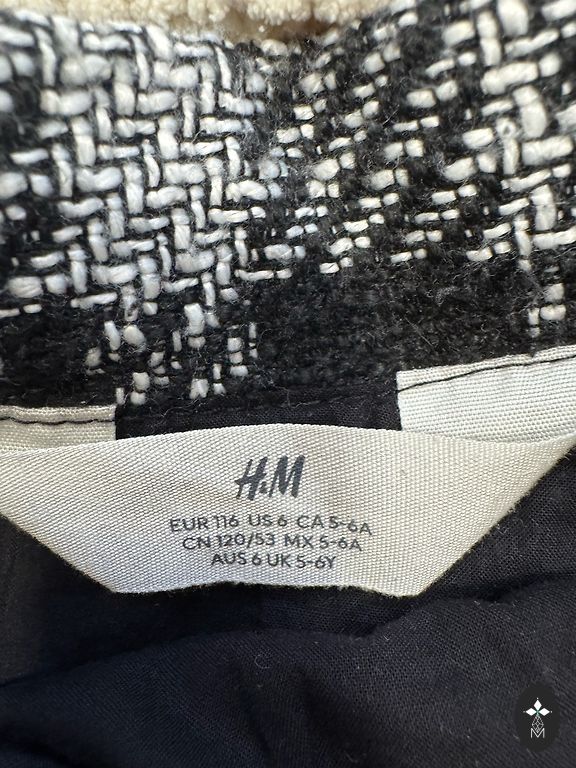 H&M
EUR 116 US 6 CA 5-6A
CN 120/53 MX 5-6A
AUS 6 UK 5-6Y